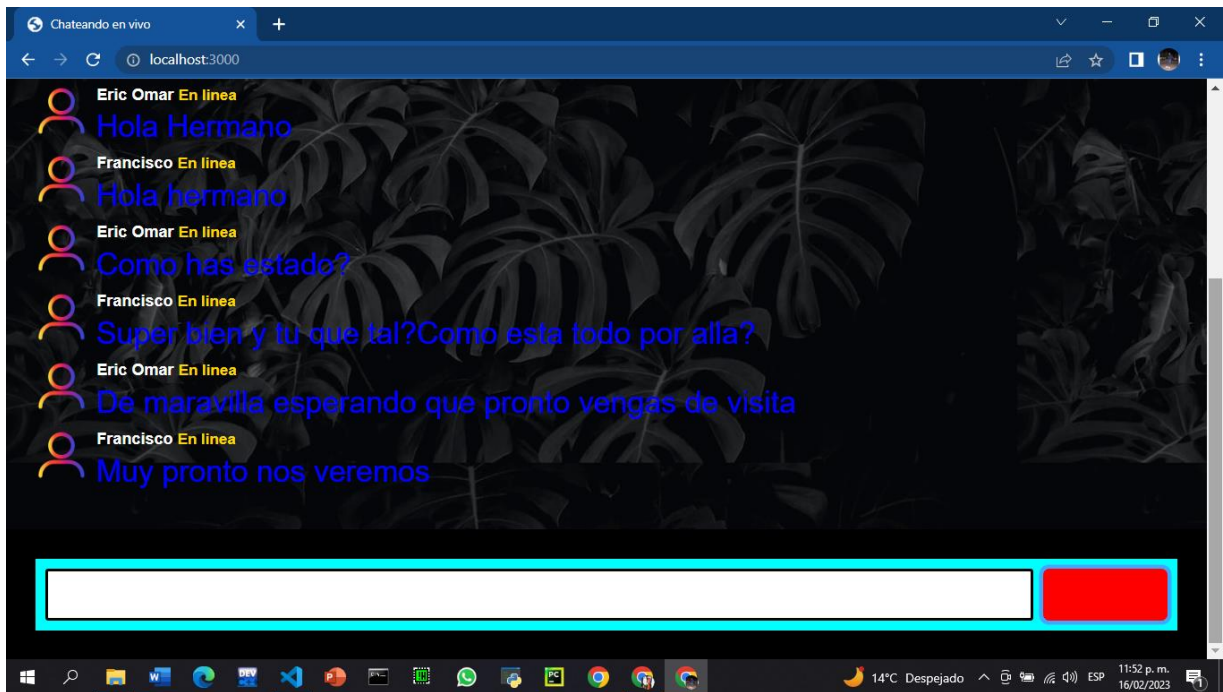 Chateando en vivo
localhost:3000
Eric Omar En linea
Hola Hermano
Francisco En linea
Hola hermano
Eric Omar En linea
Como has estado?
Francisco En linea
Super bien y tu que tal?Como esta todo por alla?
Eric Omar En linea
De maravilla esperando que pronto vengas de visita
Francisco En linea
Muy pronto nos veremos
14°C Despejado ESP 11:52 p. m.
16/02/2023